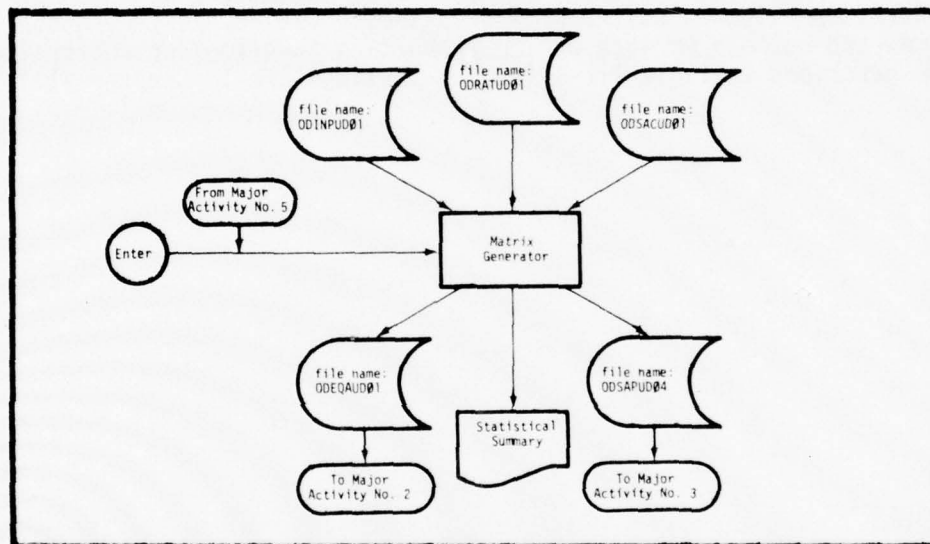 file name:
ODRATUDØ1
file name:
ODINPUDØ1
file name:
ODSACUDØ1
From Major
Activity No. 5
Enter
Matrix
Generator
file name:
ODEQAUDØ1
file name:
ODSAPUDØ4
Statistical
Summary
To Major
Activity No. 2
To Major
Activity No. 3